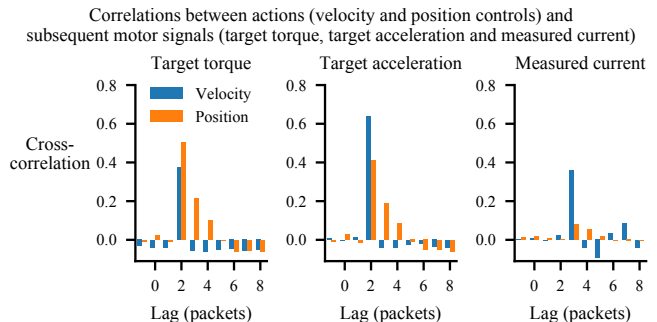 Correlations between actions (velocity and position controls) and
subsequent motor signals (target torque, target acceleration and measured current)
Target torque
Target acceleration
Measured current
Velocity
Position
Cross-
correlation
0.8
0.6
0.4
0.2
0.0
0 2 4 6 8
Lag (packets)
0.8
0.6
0.4
0.2
0.0
0 2 4 6 8
Lag (packets)
0.8
0.6
0.4
0.2
0.0
0 2 4 6 8
Lag (packets)